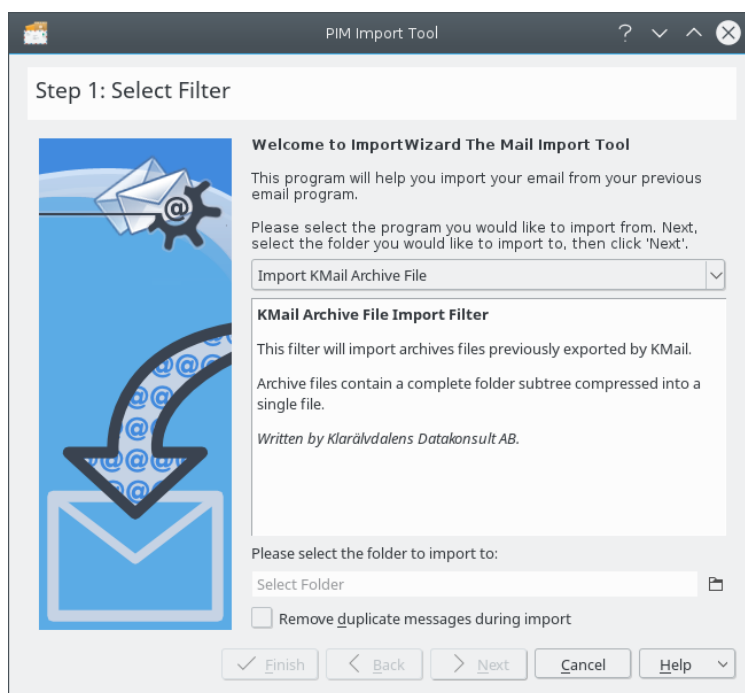 PIM Import Tool
Step 1: Select Filter
Welcome to ImportWizard The Mail Import Tool
This program will help you import your email from your previous
email program.
Please select the program you would like to import from. Next,
select the folder you would like to import to, then click 'Next'.
Import KMail Archive File
KMail Archive File Import Filter
This filter will import archives files previously exported by KMail.
Archive files contain a complete folder subtree compressed into a
single file.
Written by Klarälvdalens Datakonsult AB.
Please select the folder to import to:
Select Folder
Remove duplicate messages during import
Finish Back Next Cancel Help